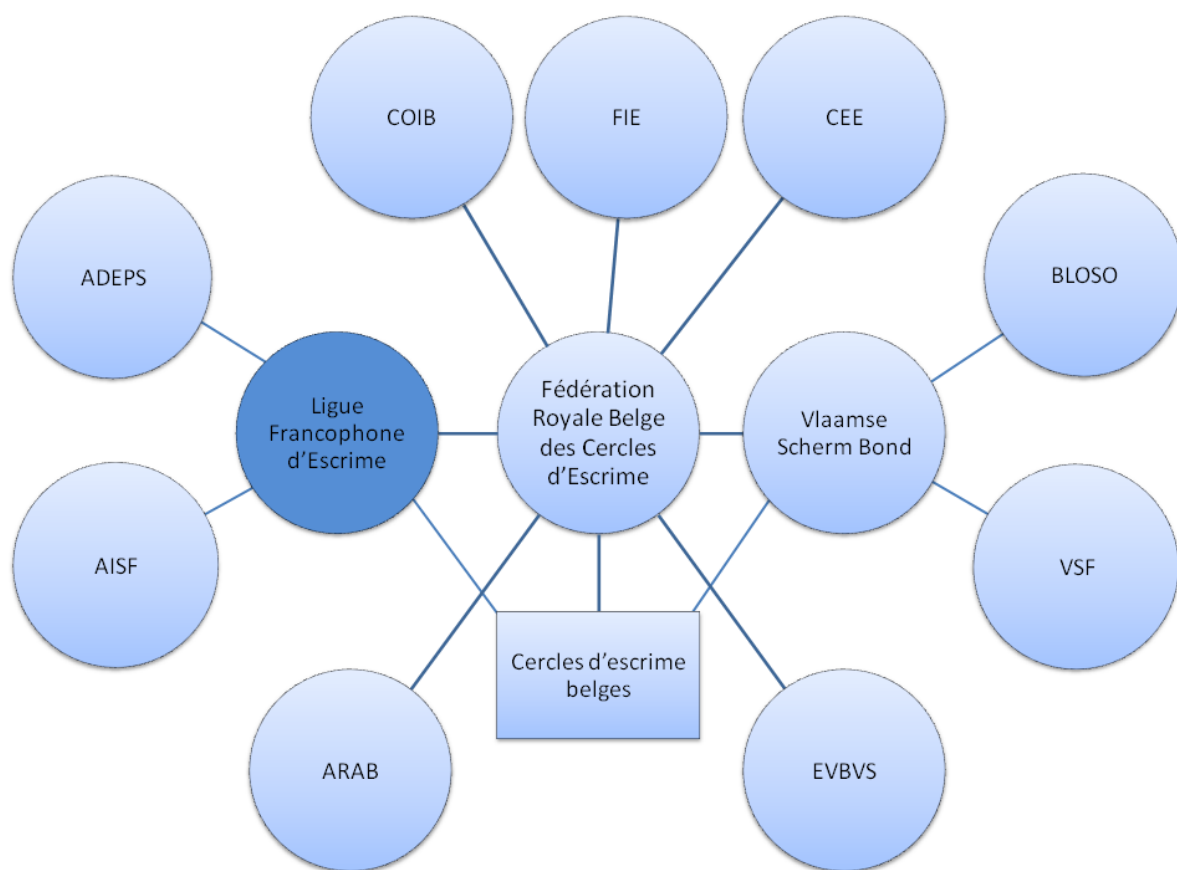 COIB
FIE
CEE
ADEPS
BLOSO
Ligue
Francophone
d’Escrime
Fédération
Royale Belge
des Cercles
d’Escrime
Vlaamse
Scherm Bond
AISF
VSF
Cercles d’escrime
belges
ARAB
EVBVS